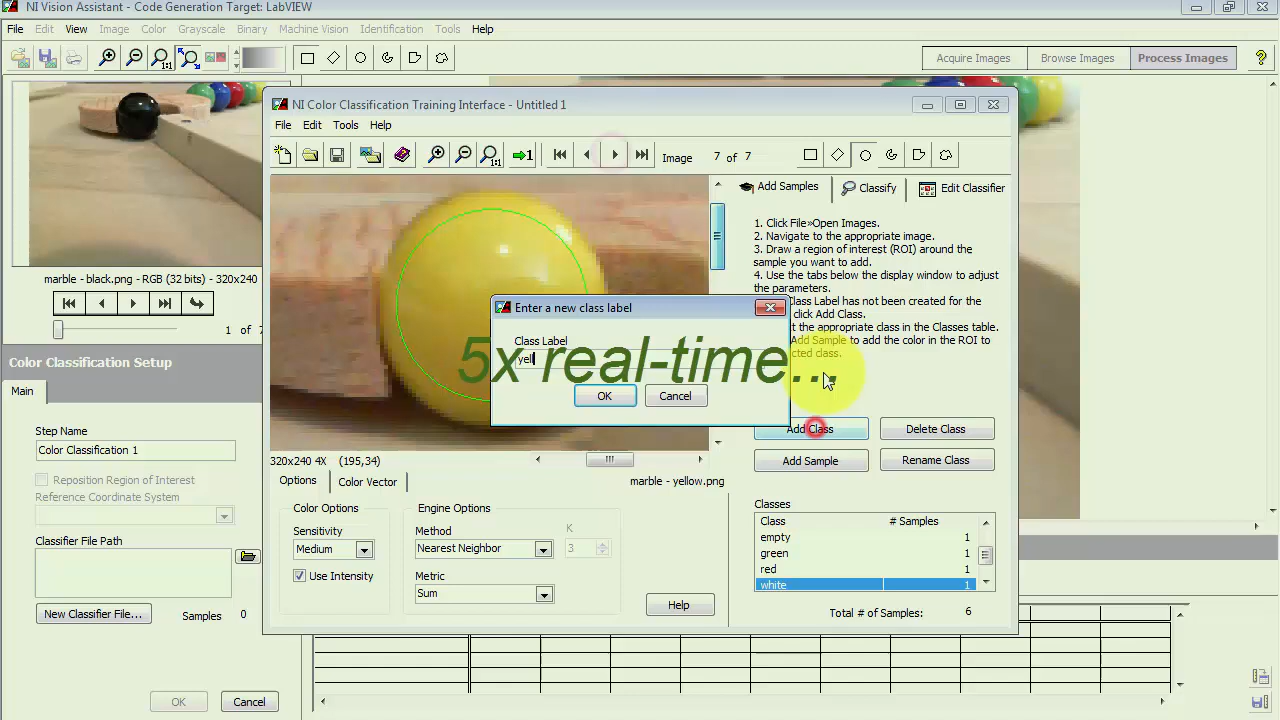 NI Vision Assistant - Code Generation Target: LabVIEW
File Edit View Image Color Grayscale Binary Machine Vision Identification Tools Help
Acquire Images Browse Images Process Images
NI Color Classification Training Interface - Untitled 1
File Edit Tools Help
Image 7 of 7
Add Samples Classify Edit Classifier
1. Click File»Open Images.
2. Navigate to the appropriate image.
3. Draw a region of interest (ROI) around the
sample you want to add.
4. Use the tabs below the display window to adjust
the parameters.
Class Label has not been created for the
click Add Class.
t the appropriate class in the Classes table.
Add Sample to add the color in the ROI to
cted class.
Enter a new class label
Class Label
yell
OK Cancel
5x real-time...
Add Class Delete Class
Add Sample Rename Class
marble - black.png - RGB (32 bits) - 320x240
1 of 7
Color Classification Setup
Main
Step Name
Color Classification 1
Reposition Region of Interest
Reference Coordinate System
Classifier File Path
New Classifier File... Samples 0
OK Cancel
320x240 4X (195,34)
Options Color Vector marble - yellow.png
Color Options
Sensitivity
Medium
Use Intensity
Engine Options
Method
Nearest Neighbor
K
3
Metric
Sum
Help
Classes
Class # Samples
empty 1
green 1
red 1
white 1
Total # of Samples: 6